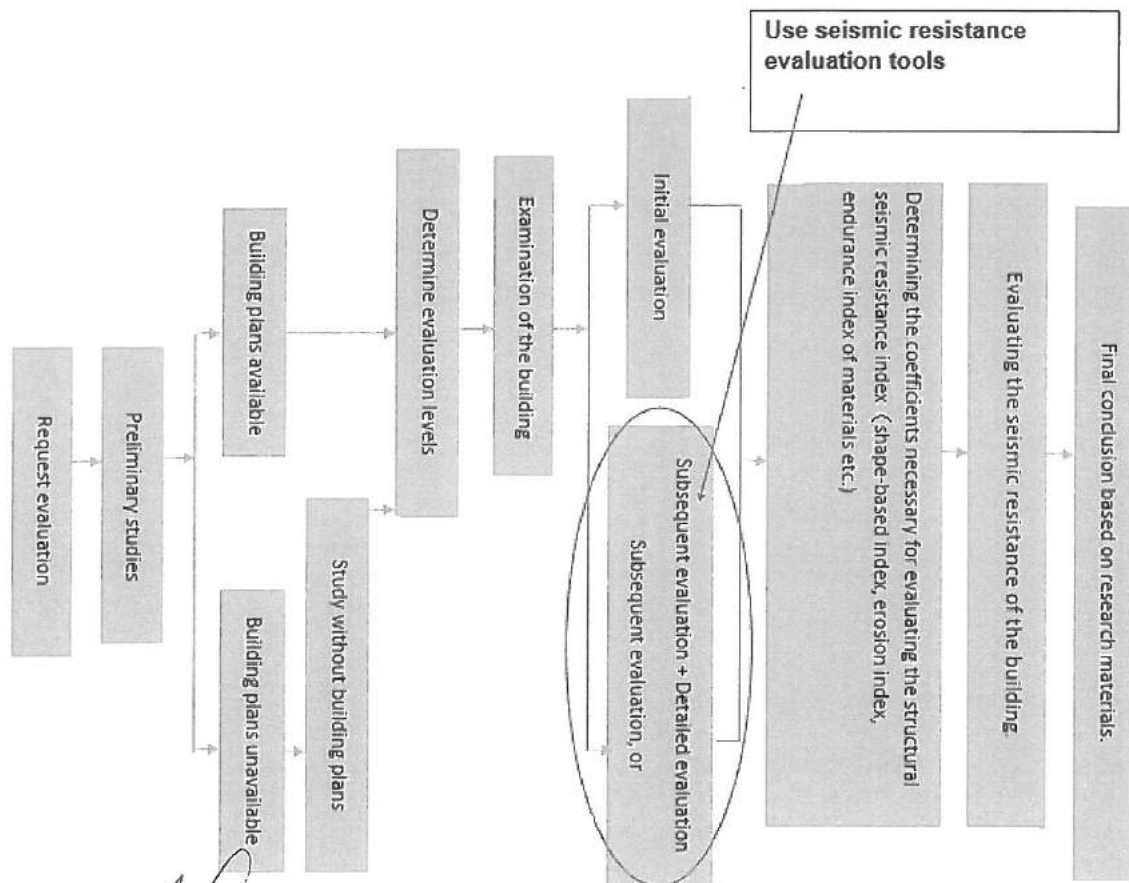 Use seismic resistance
evaluation tools
Request evaluation
Preliminary studies
Building plans available
Building plans unavailable
Study without building plans
Determine evaluation levels
Examination of the building
Initial evaluation
Subsequent evaluation, or
Subsequent evaluation + Detailed evaluation
Determining the coefficients necessary for evaluating the structural
seismic resistance index (shape-based index, erosion index,
endurance index of materials etc.)
Evaluating the seismic resistance of the building.
Final conclusion based on research materials.